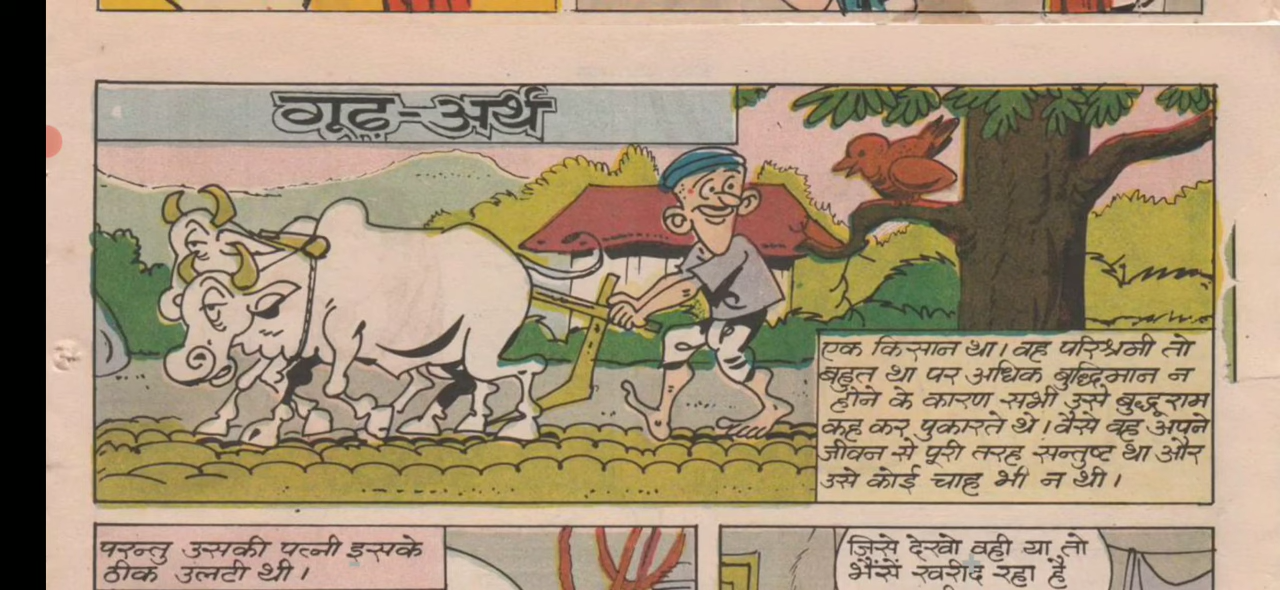 गूढ़-अर्थ
एक किसान था। वह परिश्रमी तो
बहुत था पर अधिक बुद्धिमान न
होने के कारण सभी उसे बुद्धूराम
कह कर पुकारते थे। वैसे वह अपने
जीवन से पूरी तरह सन्तुष्ट था और
उसे कोई चाह भी न थी।
परन्तु उसकी पत्नी इसके
ठीक उलटी थी।
जिसे देखो वही या तो
भैंसें खरीद रहा है